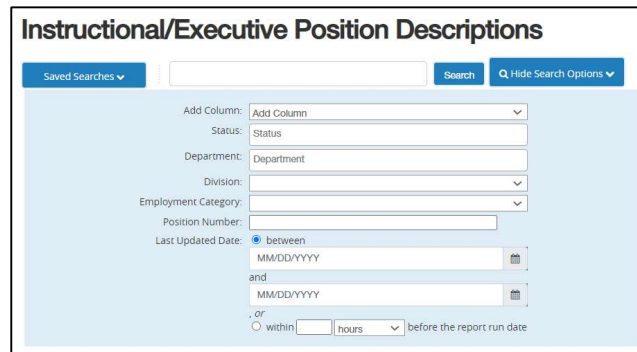 Instructional/Executive Position Descriptions
Saved Searches Search Hide Search Options
Add Column: Add Column
Status: Status
Department: Department
Division:
Employment Category:
Position Number:
Last Updated Date: between
MM/DD/YYYY
and
MM/DD/YYYY
, or
within hours before the report run date